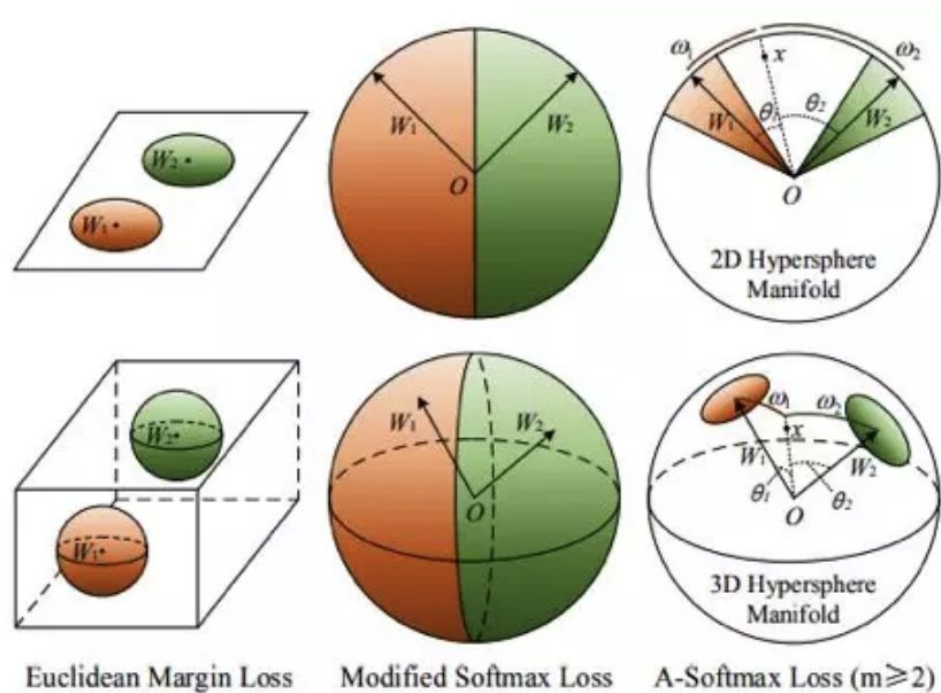 W₂
W₁
W₁
W₂
O
ω₁
x
ω₂
θ₁
θ₂
W₁
W₂
O
2D Hypersphere
Manifold
W₂
W₁
W₁
W₂
O
ω₁
ω₂
x
W₁
W₂
θ₁
θ₂
O
3D Hypersphere
Manifold
Euclidean Margin Loss
Modified Softmax Loss
A-Softmax Loss (m≥2)